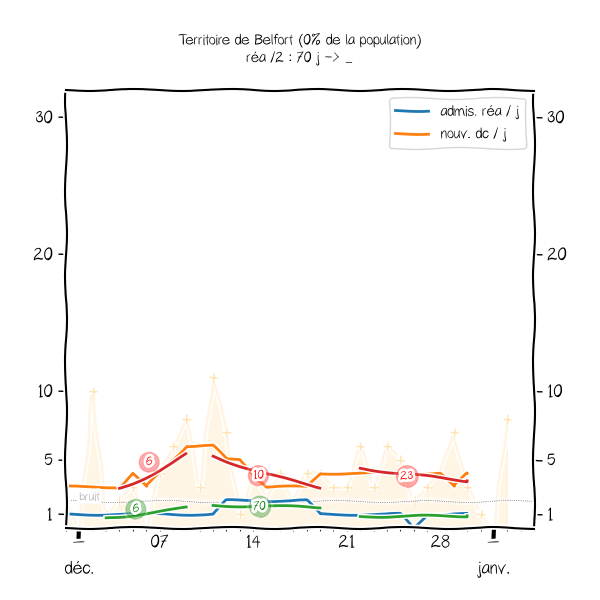 Territoire de Belfort (0% de la population)
réa /2 : 70 j -> _
admis. réa / j
nouv. dc / j
30
30
20
20
10
10
6
5
10
23
5
bruit
6
70
1
1
07
14
21
28
déc.
janv.